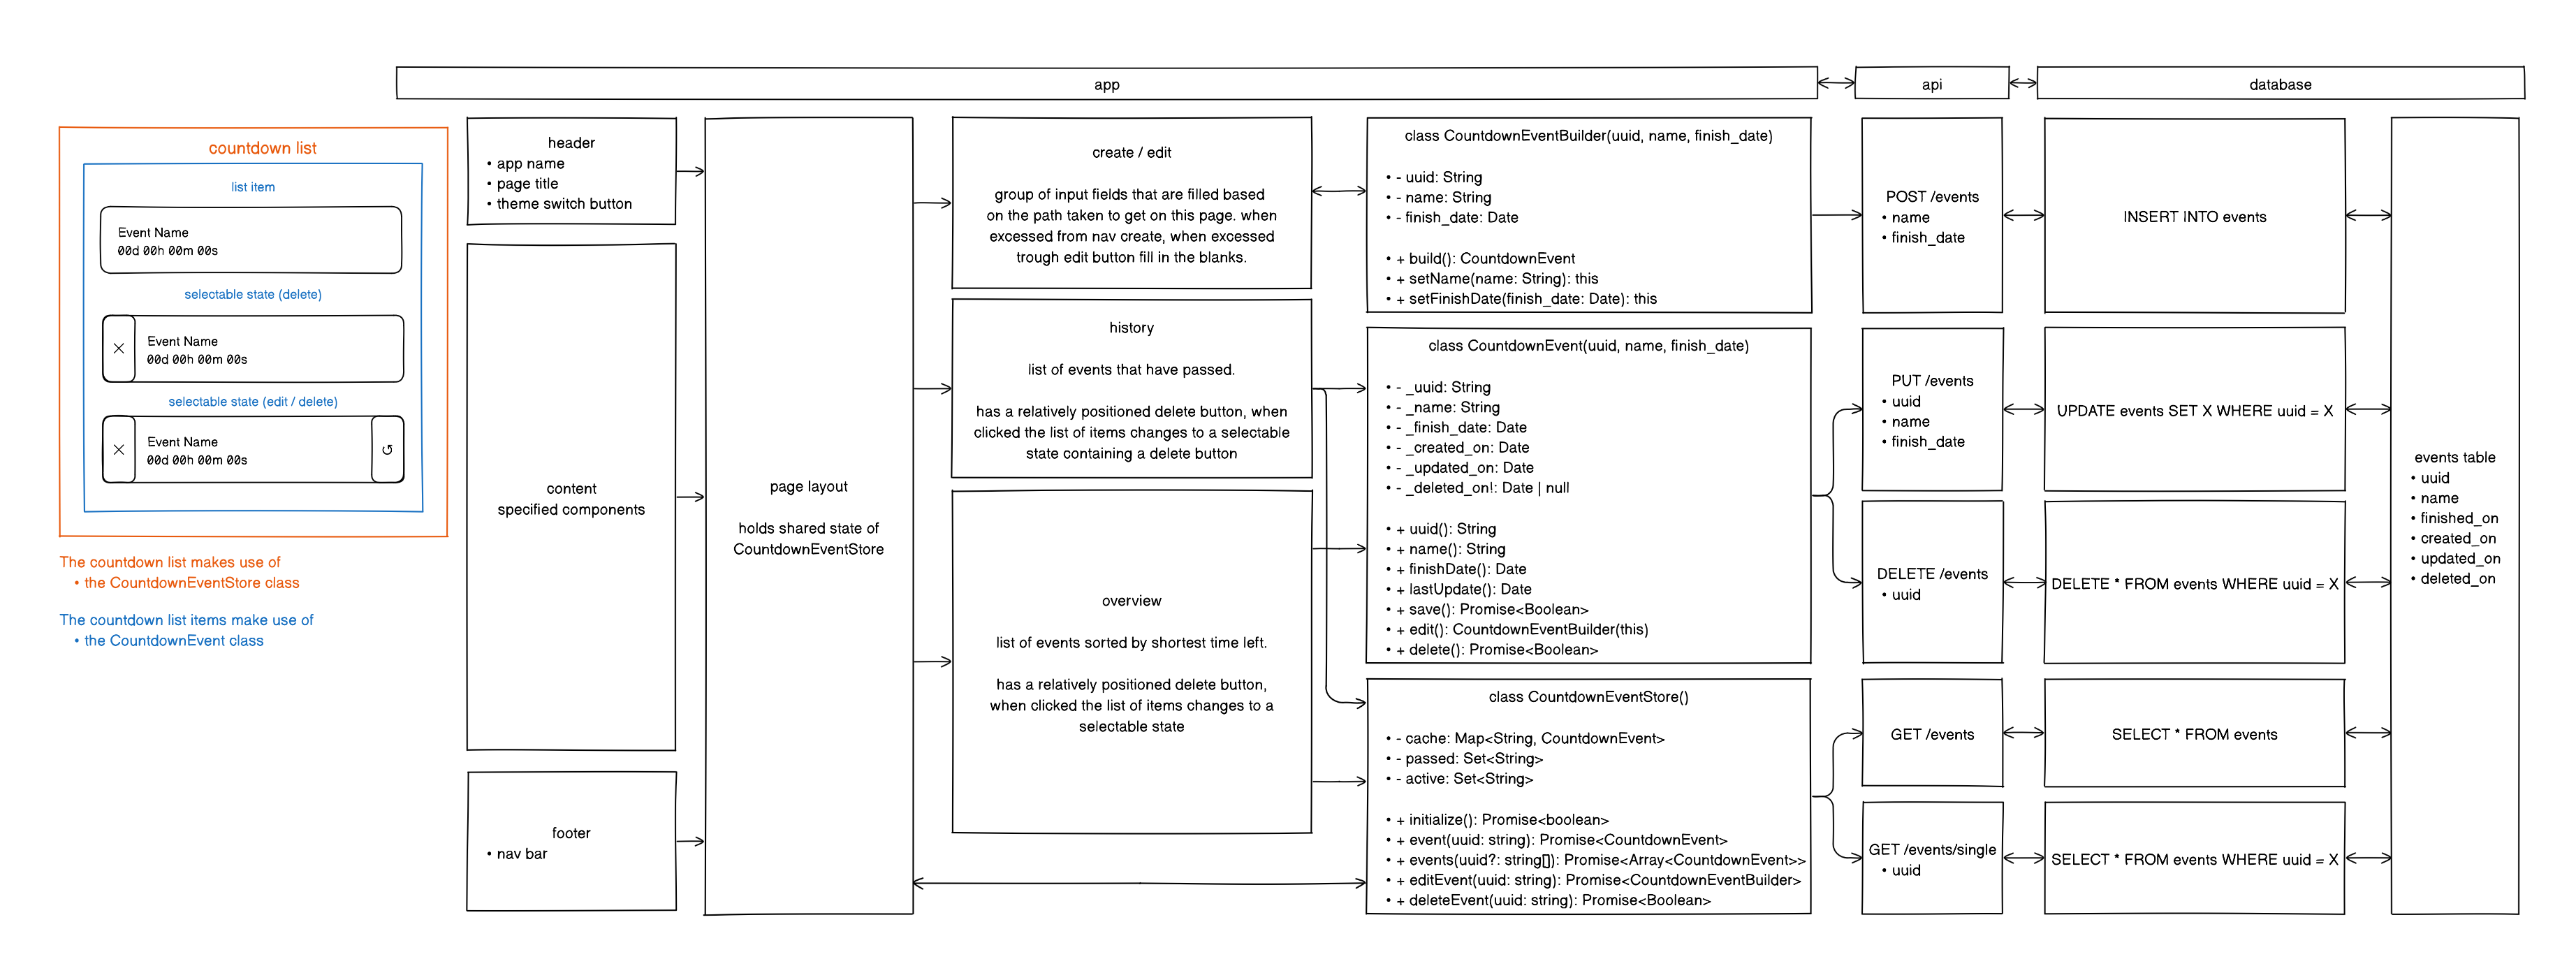 app
api
database
countdown list
list item
Event Name
00d 00h 00m 00s
selectable state (delete)
×
Event Name
00d 00h 00m 00s
selectable state (edit / delete)
×
Event Name
00d 00h 00m 00s
↺
The countdown list makes use of
• the CountdownEventStore class
The countdown list items make use of
• the CountdownEvent class
header
• app name
• page title
• theme switch button
content
specified components
footer
• nav bar
page layout
holds shared state of
CountdownEventStore
create / edit
group of input fields that are filled based
on the path taken to get on this page. when
excessed from nav create, when excessed
trough edit button fill in the blanks.
history
list of events that have passed.
has a relatively positioned delete button, when
clicked the list of items changes to a selectable
state containing a delete button
overview
list of events sorted by shortest time left.
has a relatively positioned delete button,
when clicked the list of items changes to a
selectable state
class CountdownEventBuilder(uuid, name, finish_date)
• - uuid: String
• - name: String
• - finish_date: Date
• + build(): CountdownEvent
• + setName(name: String): this
• + setFinishDate(finish_date: Date): this
class CountdownEvent(uuid, name, finish_date)
• - _uuid: String
• - _name: String
• - _finish_date: Date
• - _created_on: Date
• - _updated_on: Date
• - _deleted_on!: Date | null
• + uuid(): String
• + name(): String
• + finishDate(): Date
• + lastUpdate(): Date
• + save(): Promise<Boolean>
• + edit(): CountdownEventBuilder(this)
• + delete(): Promise<Boolean>
class CountdownEventStore()
• - cache: Map<String, CountdownEvent>
• - passed: Set<String>
• - active: Set<String>
• + initialize(): Promise<boolean>
• + event(uuid: string): Promise<CountdownEvent>
• + events(uuid?: string[]): Promise<Array<CountdownEvent>>
• + editEvent(uuid: string): Promise<CountdownEventBuilder>
• + deleteEvent(uuid: string): Promise<Boolean>
POST /events
• name
• finish_date
PUT /events
• uuid
• name
• finish_date
DELETE /events
• uuid
GET /events
GET /events/single
• uuid
INSERT INTO events
UPDATE events SET X WHERE uuid = X
DELETE * FROM events WHERE uuid = X
SELECT * FROM events
SELECT * FROM events WHERE uuid = X
events table
• uuid
• name
• finished_on
• created_on
• updated_on
• deleted_on